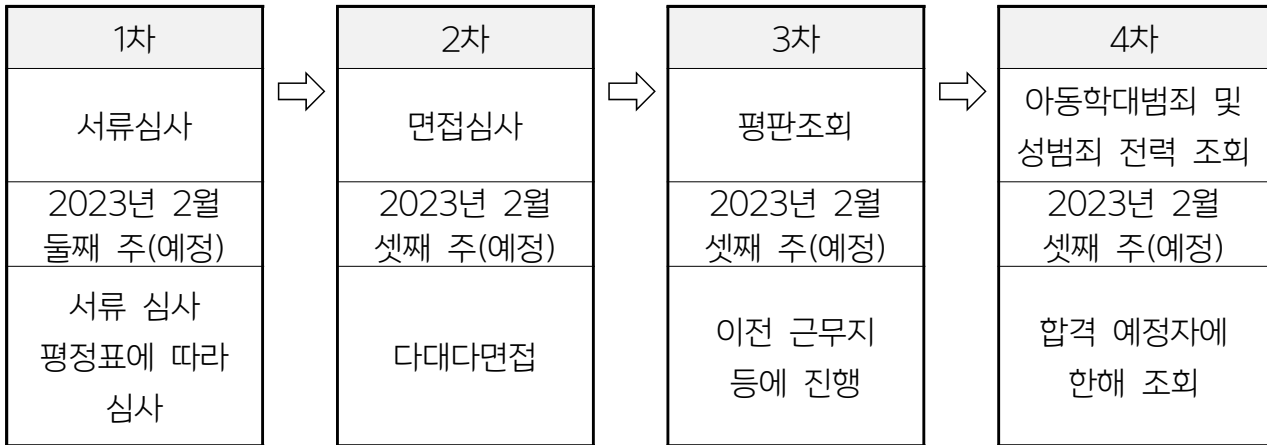 1차
서류심사
2023년 2월
둘째 주(예정)
서류 심사
평정표에 따라
심사
2차
면접심사
2023년 2월
셋째 주(예정)
다대다면접
3차
평판조회
2023년 2월
셋째 주(예정)
이전 근무지
등에 진행
4차
아동학대범죄 및
성범죄 전력 조회
2023년 2월
셋째 주(예정)
합격 예정자에
한해 조회